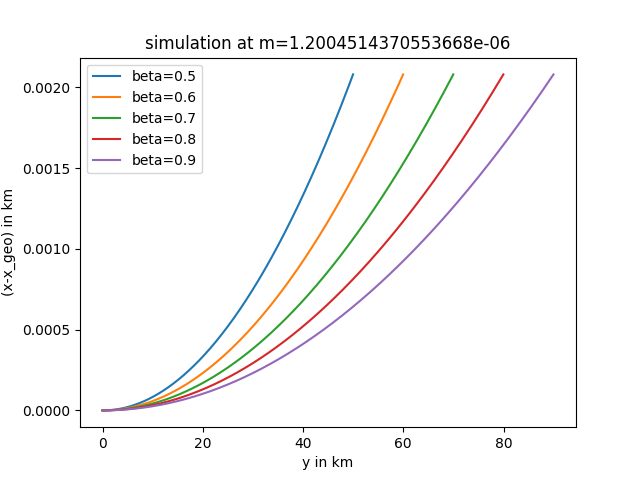 simulation at m=1.2004514370553668e-06
beta=0.5
beta=0.6
beta=0.7
beta=0.8
beta=0.9
(x-x_geo) in km
0.0020
0.0015
0.0010
0.0005
0.0000
0 20 40 60 80
y in km